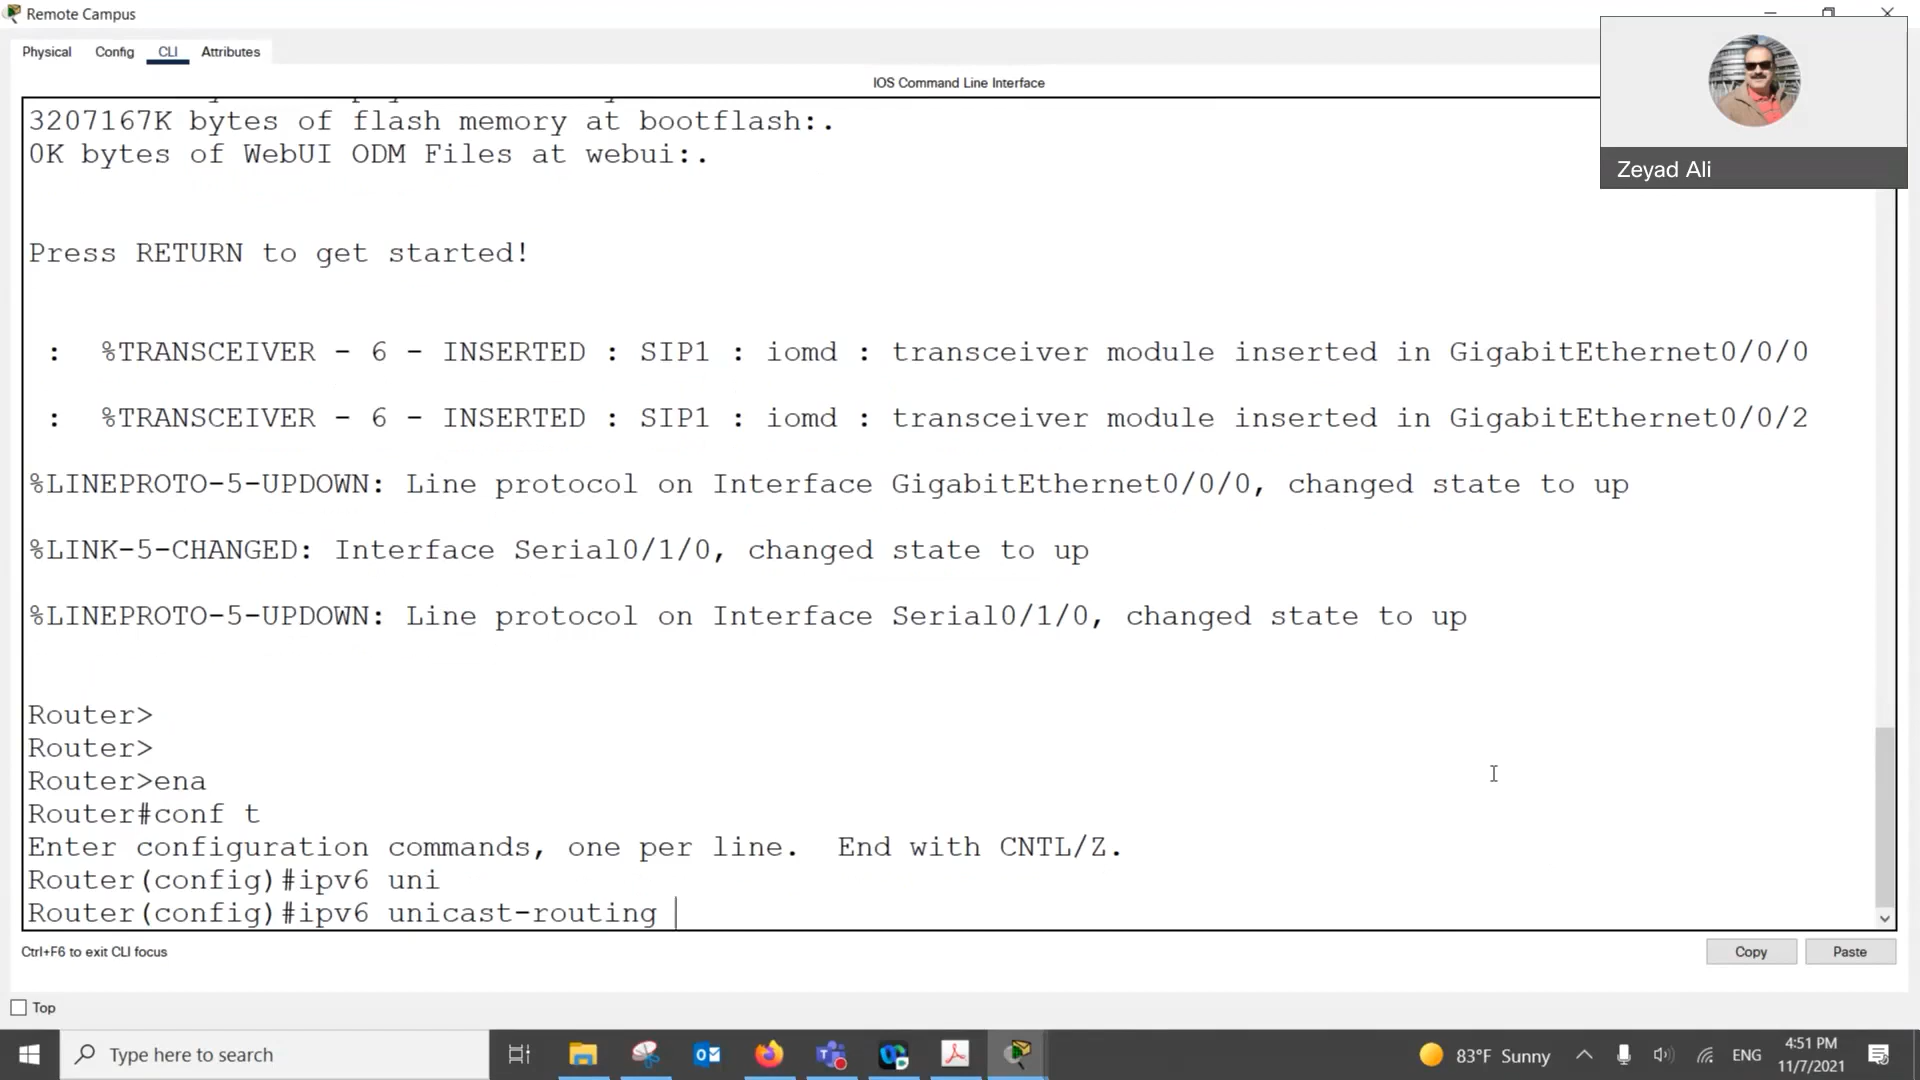 Remote Campus
Physical Config CLI Attributes
IOS Command Line Interface
Zeyad Ali
3207167K bytes of flash memory at bootflash:.
0K bytes of WebUI ODM Files at webui:.
Press RETURN to get started!
: %TRANSCEIVER - 6 - INSERTED : SIP1 : iomd : transceiver module inserted in GigabitEthernet0/0/0
: %TRANSCEIVER - 6 - INSERTED : SIP1 : iomd : transceiver module inserted in GigabitEthernet0/0/2
%LINEPROTO-5-UPDOWN: Line protocol on Interface GigabitEthernet0/0/0, changed state to up
%LINK-5-CHANGED: Interface Serial0/1/0, changed state to up
%LINEPROTO-5-UPDOWN: Line protocol on Interface Serial0/1/0, changed state to up
Router>
Router>
Router>ena
Router#conf t
Enter configuration commands, one per line.  End with CNTL/Z.
Router(config)#ipv6 uni
Router(config)#ipv6 unicast-routing
Ctrl+F6 to exit CLI focus
Copy Paste
Top
Type here to search
83°F Sunny
ENG
4:51 PM
11/7/2021